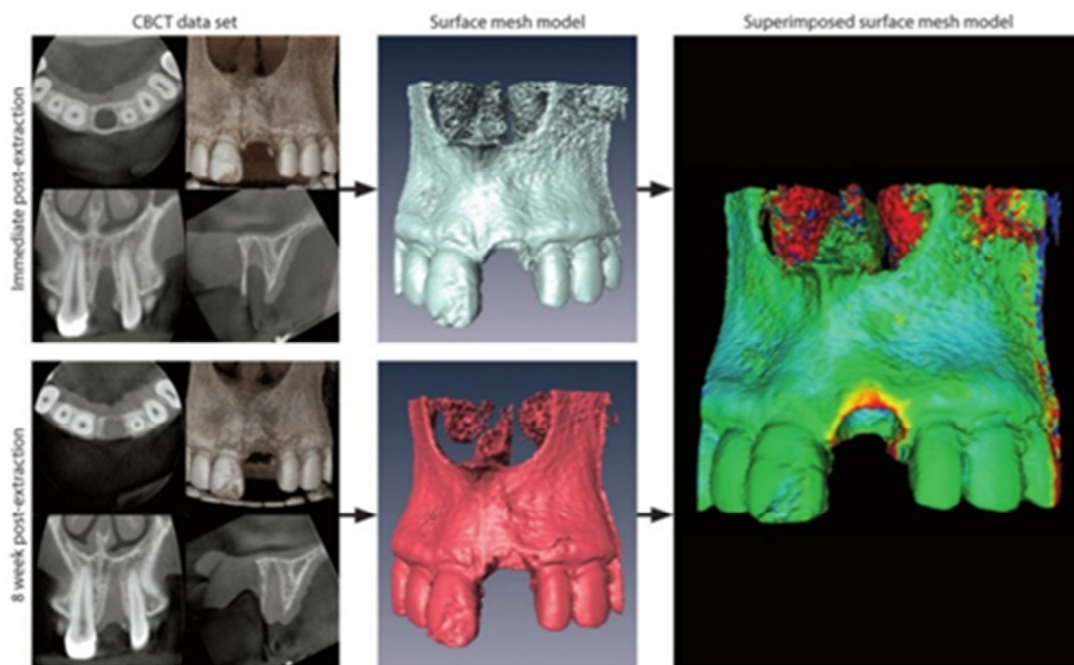 CBCT data set
Surface mesh model
Superimposed surface mesh model
Immediate post-extraction
8 week post-extraction